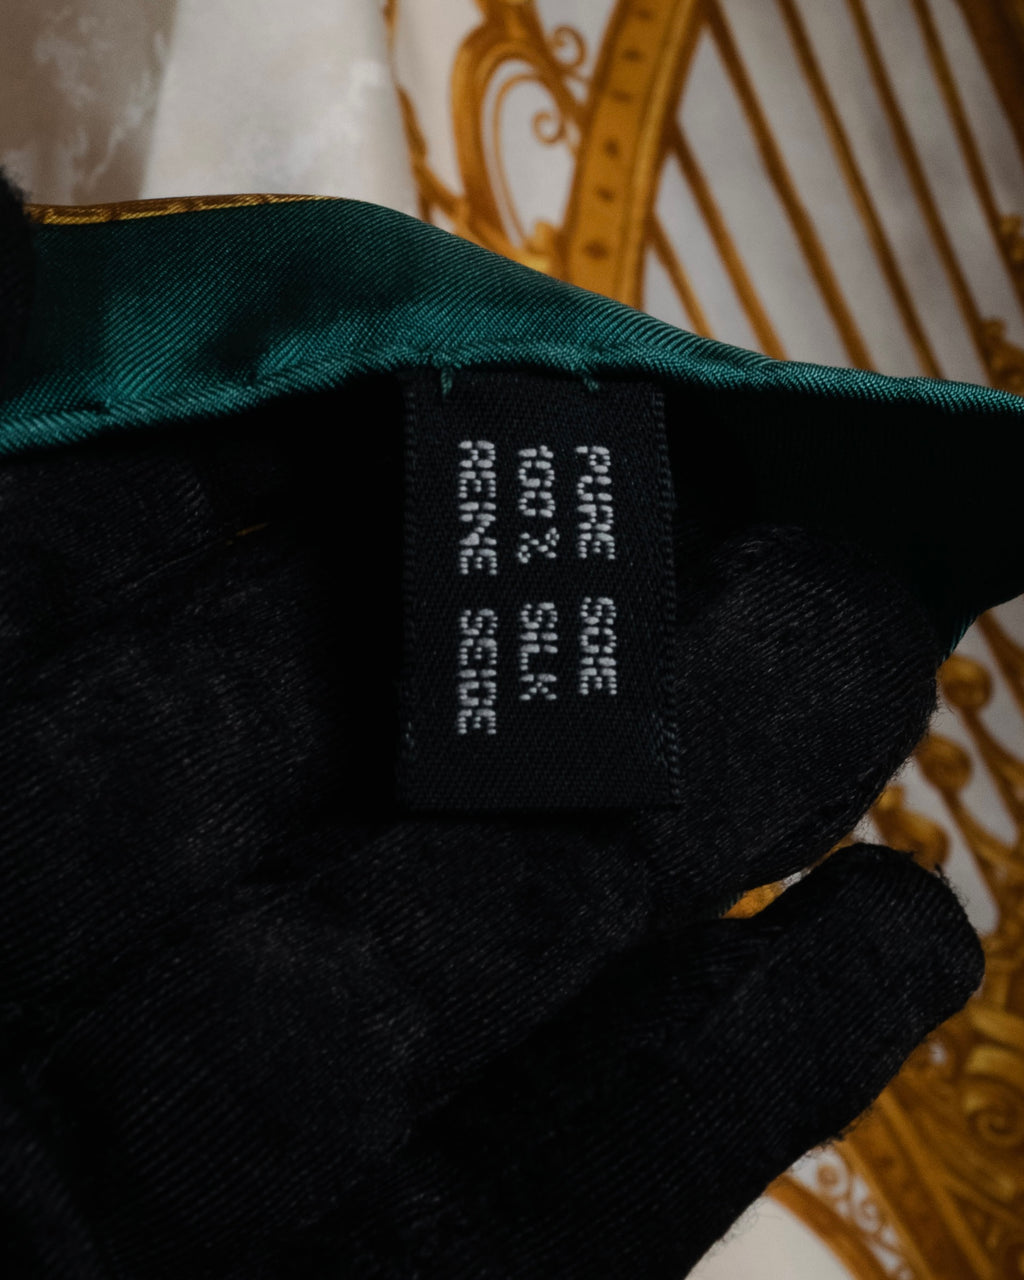 PURE SOIE
100% SILK
REINE SEIDE